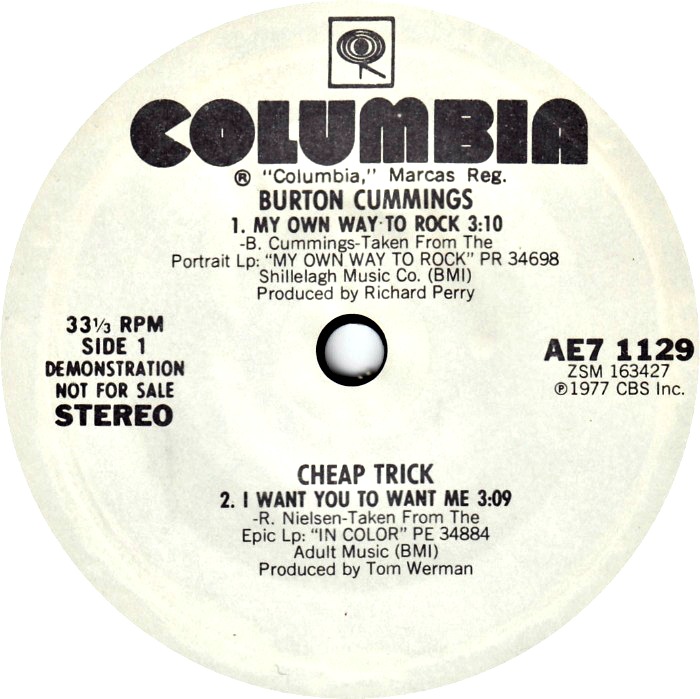 COLUMBIA
® "Columbia," Marcas Reg.
BURTON CUMMINGS
1. MY OWN WAY TO ROCK 3:10
-B. Cummings-Taken From The
Portrait Lp: "MY OWN WAY TO ROCK" PR 34698
Shillelagh Music Co. (BMI)
Produced by Richard Perry
33⅓ RPM
SIDE 1
DEMONSTRATION
NOT FOR SALE
STEREO
AE7 1129
ZSM 163427
℗1977 CBS Inc.
CHEAP TRICK
2. I WANT YOU TO WANT ME 3:09
-R. Nielsen-Taken From The
Epic Lp: "IN COLOR" PE 34884
Adult Music (BMI)
Produced by Tom Werman